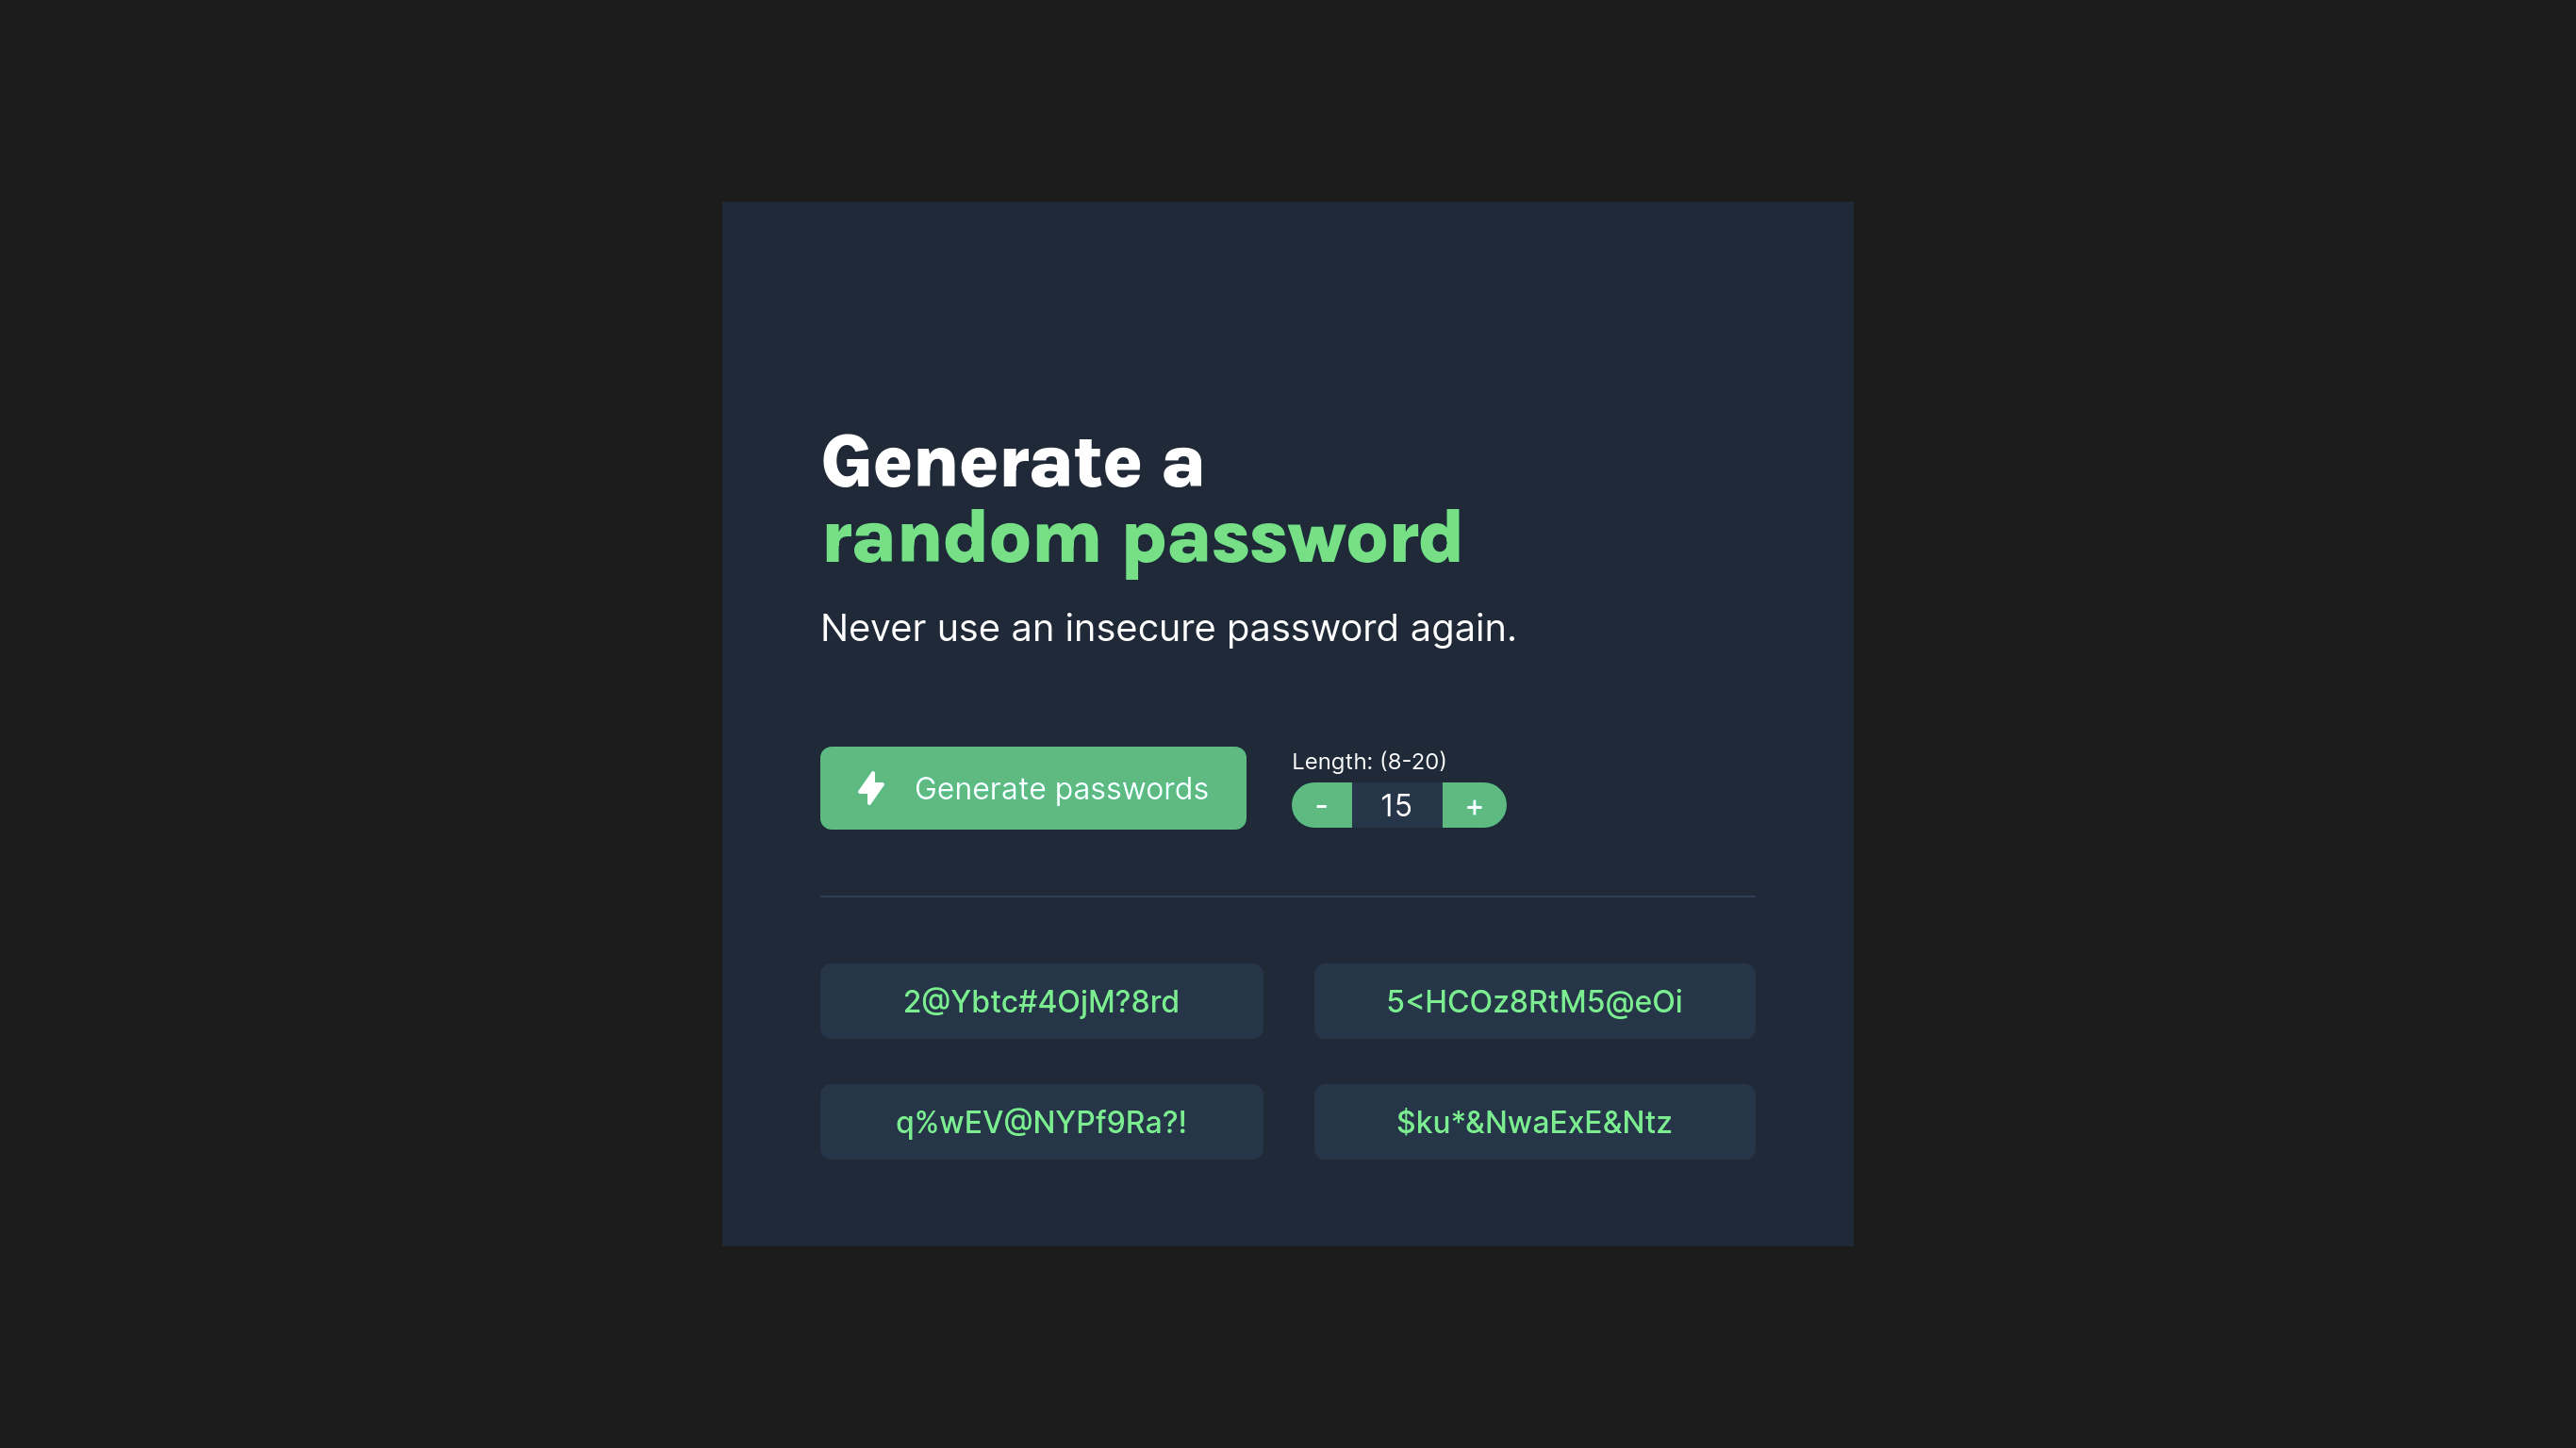 Generate a
random password
Never use an insecure password again.
Generate passwords
Length: (8-20)
- 15 +
2@Ybtc#4OjM?8rd
5<HCOz8RtM5@eOi
q%wEV@NYPf9Ra?!
$ku*&NwaExE&Ntz